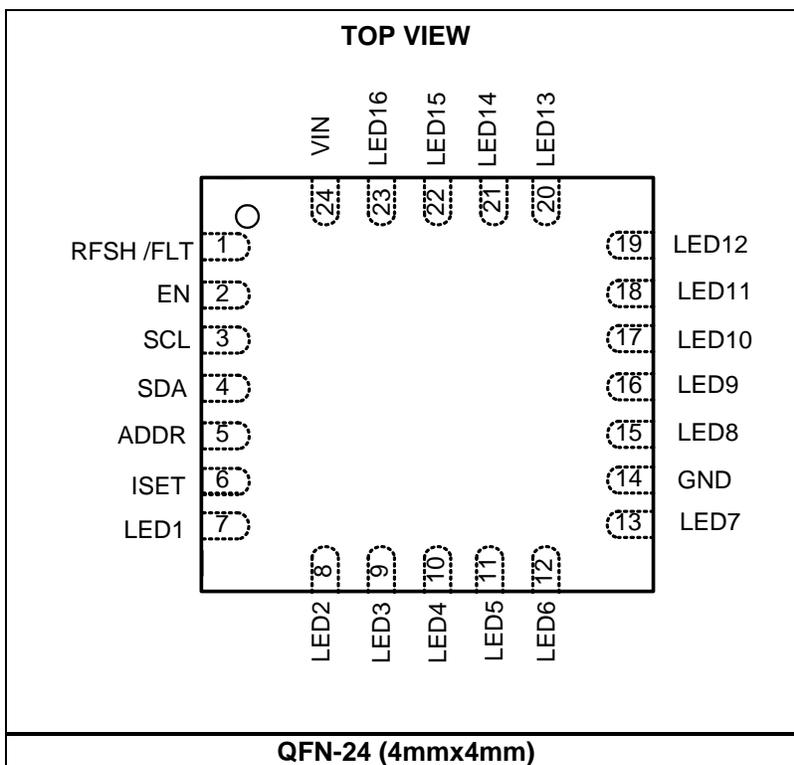 TOP VIEW
VIN
LED16
LED15
LED14
LED13
24
23
22
21
20
RFSH /FLT 1
EN 2
SCL 3
SDA 4
ADDR 5
ISET 6
LED1 7
19 LED12
18 LED11
17 LED10
16 LED9
15 LED8
14 GND
13 LED7
8
9
10
11
12
LED2
LED3
LED4
LED5
LED6
QFN-24 (4mmx4mm)